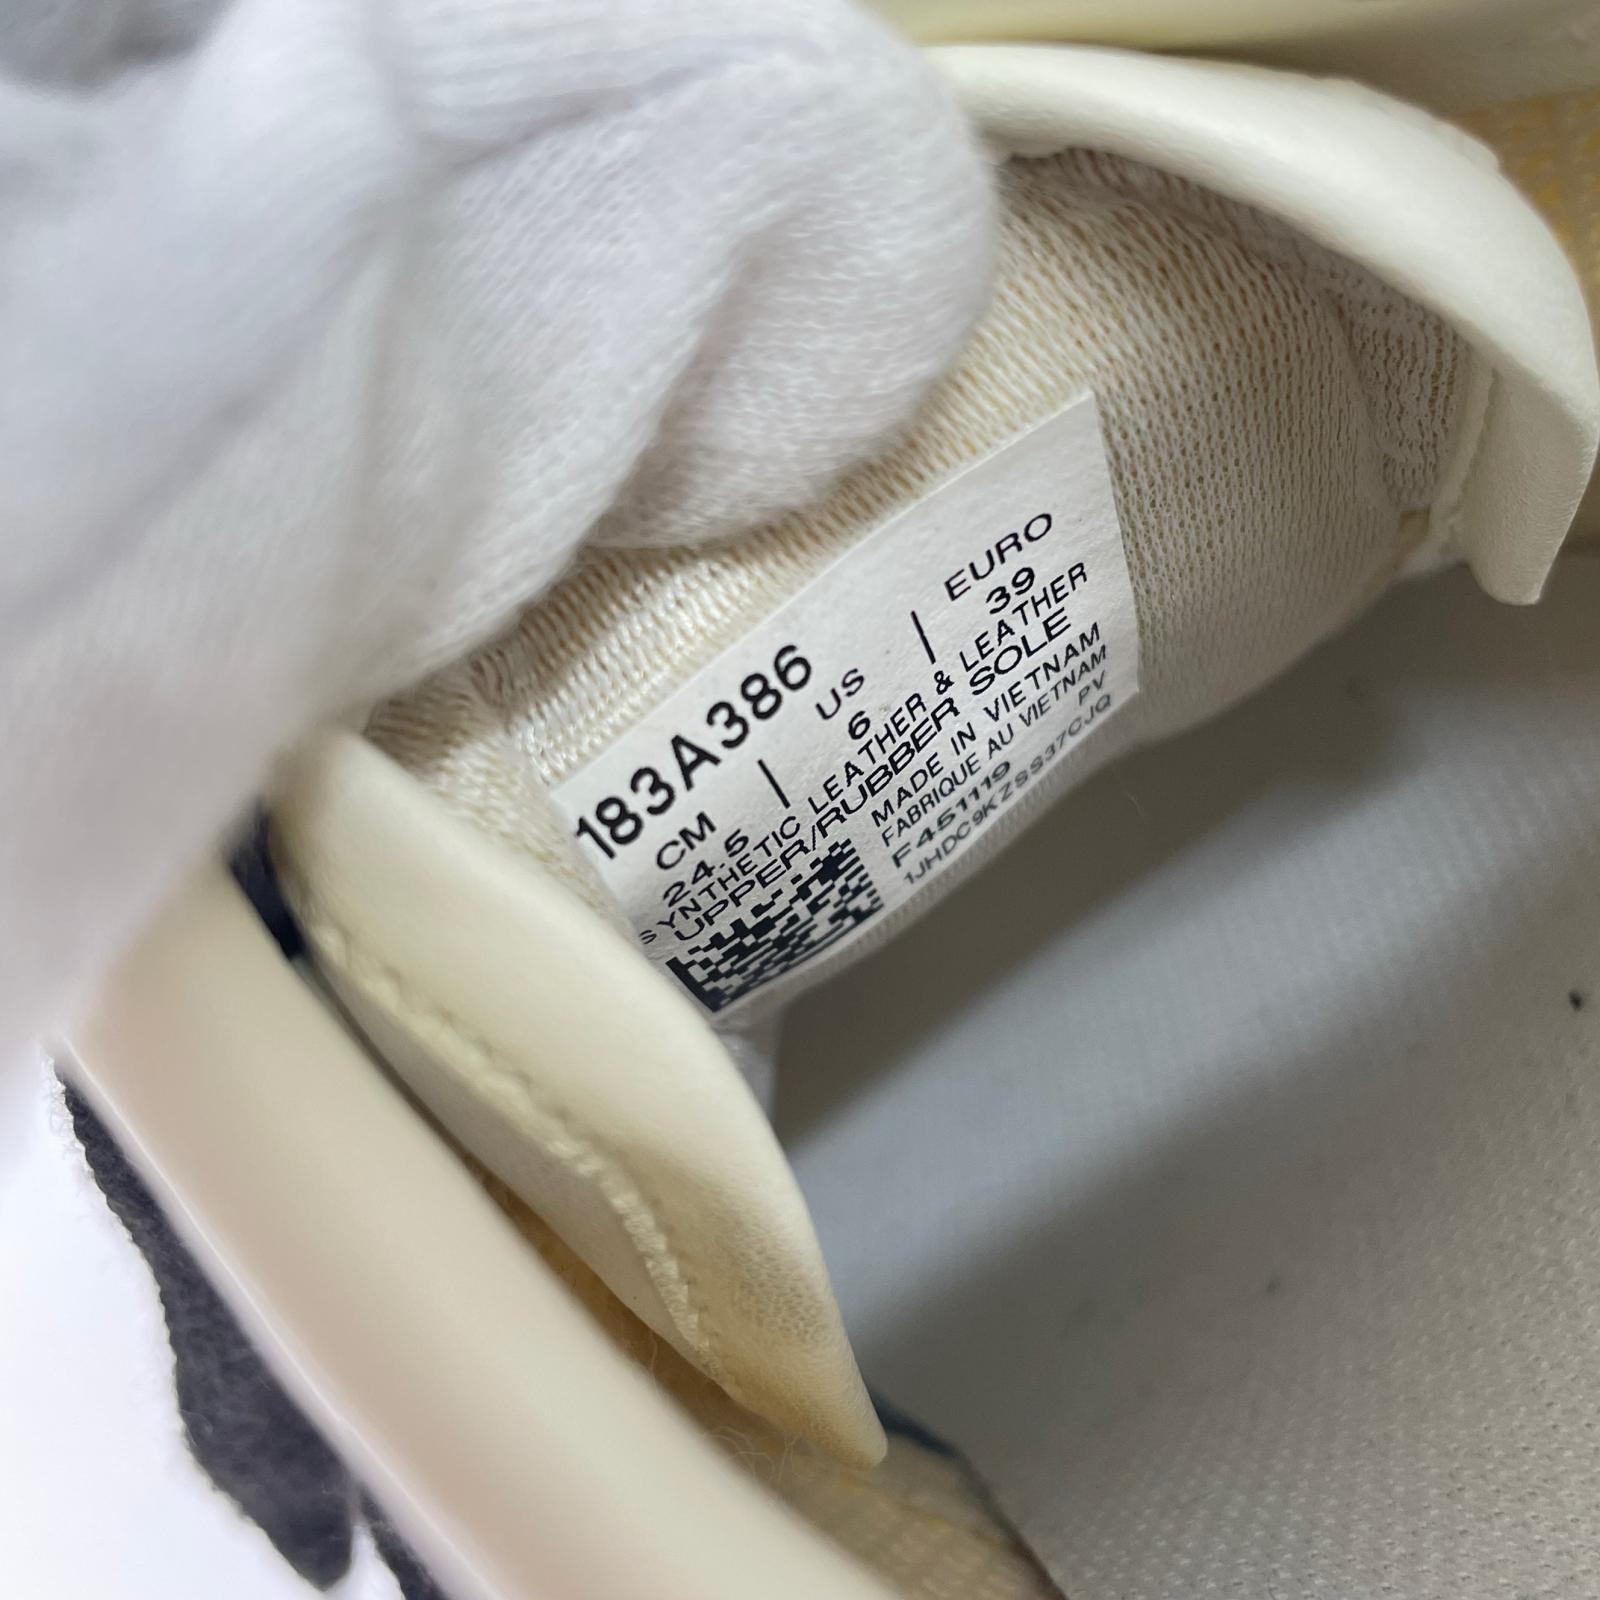 183A386
CM | US | EURO
24.5 6 39
SYNTHETIC LEATHER & LEATHER
UPPER/RUBBER SOLE
MADE IN VIETNAM
FABRIQUE AU VIETNAM
F451119 PV
1JHDC9KZSS37CJQ